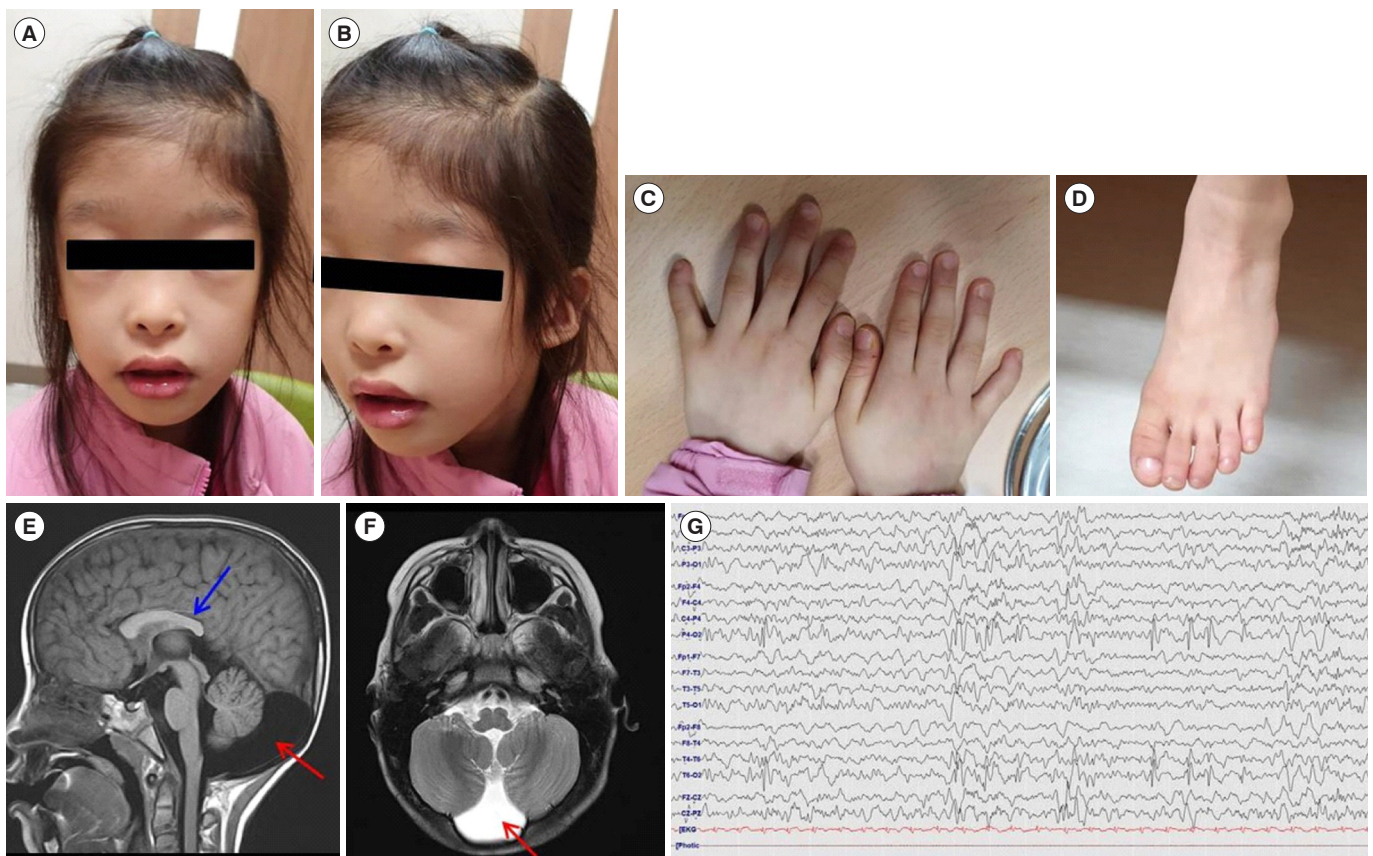 A
B
C
D
E
F
G
C3-P3
P3-O1
Fp2-F4
F4-C4
C4-P4
P4-O2
Fp1-F7
F7-T3
T3-T5
T5-O1
Fp2-F8
F8-T4
T4-T6
T6-O2
FZ-CZ
CZ-PZ
[EKG
[Photic